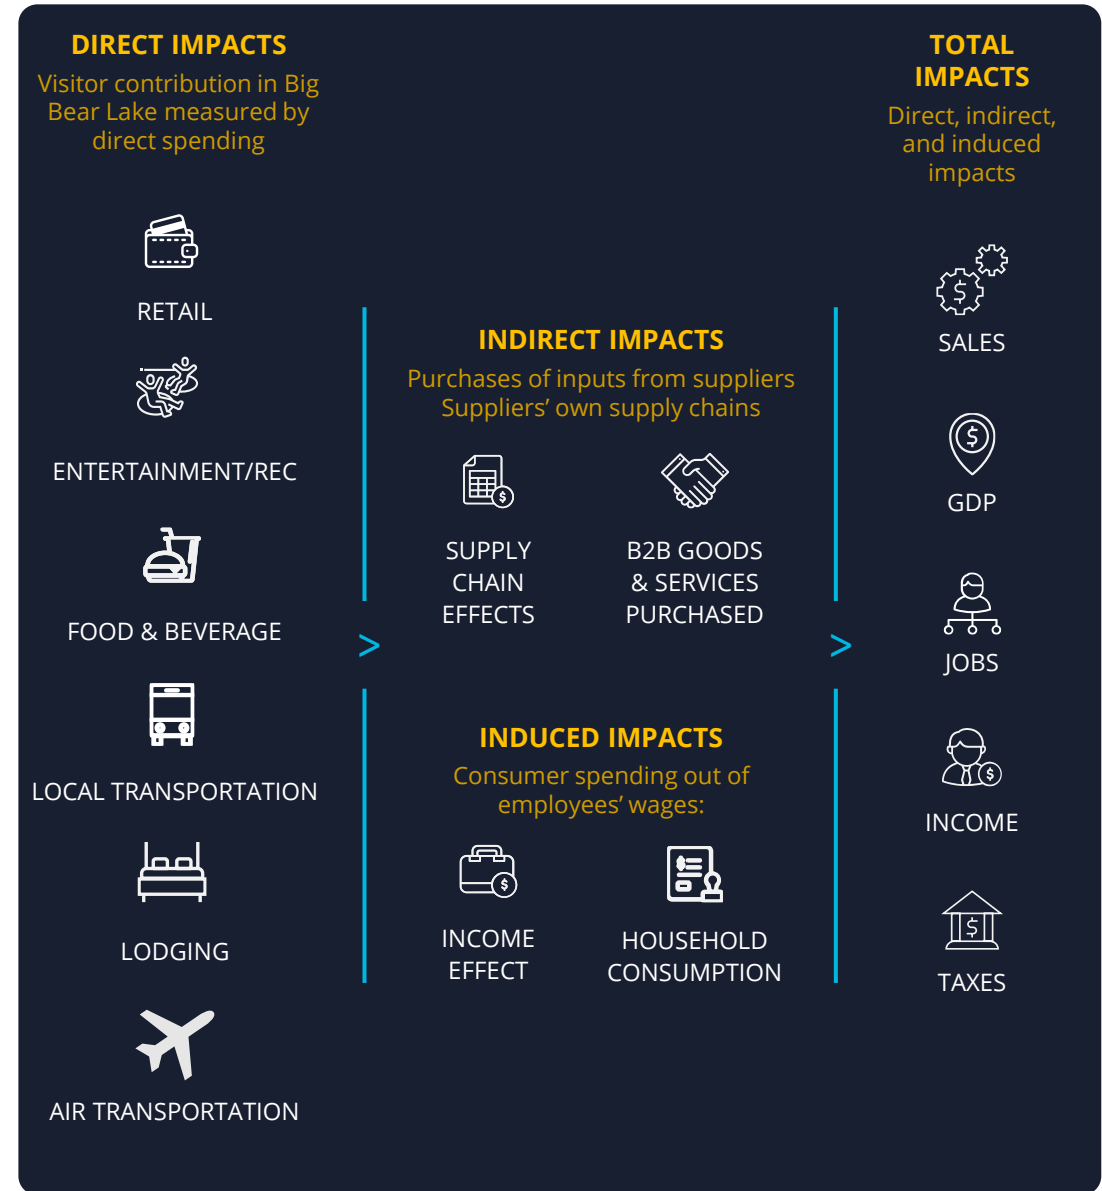 DIRECT IMPACTS
Visitor contribution in Big
Bear Lake measured by
direct spending
RETAIL
ENTERTAINMENT/REC
FOOD & BEVERAGE
LOCAL TRANSPORTATION
LODGING
AIR TRANSPORTATION
>
INDIRECT IMPACTS
Purchases of inputs from suppliers
Suppliers’ own supply chains
SUPPLY
CHAIN
EFFECTS
B2B GOODS
& SERVICES
PURCHASED
INDUCED IMPACTS
Consumer spending out of
employees’ wages:
INCOME
EFFECT
HOUSEHOLD
CONSUMPTION
>
TOTAL
IMPACTS
Direct, indirect,
and induced
impacts
$
SALES
$
GDP
JOBS
$
INCOME
$
TAXES